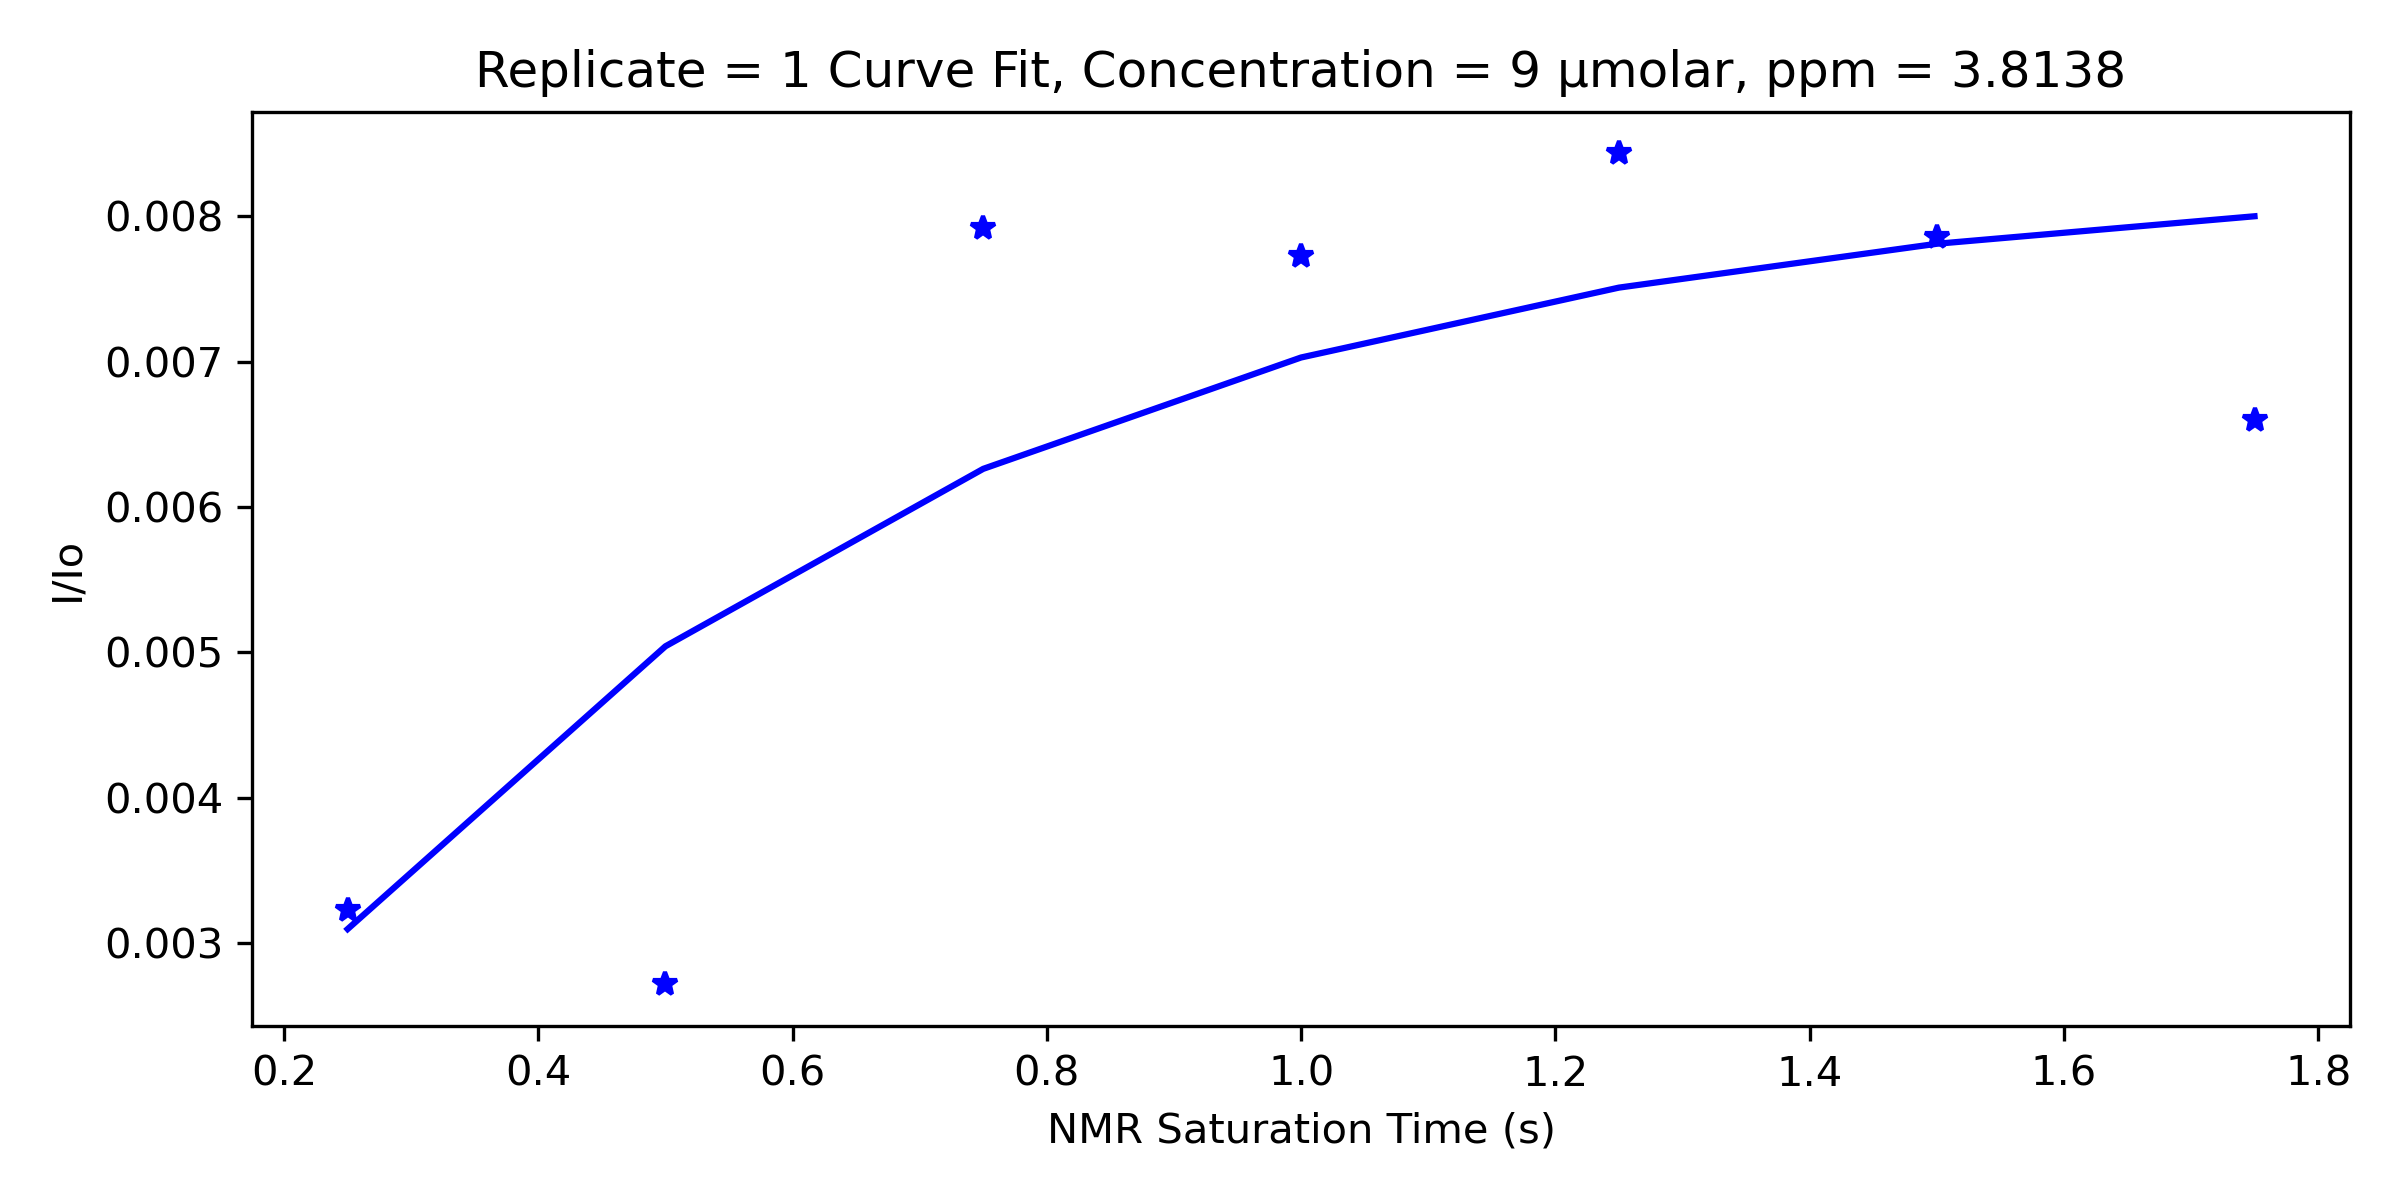 Replicate = 1 Curve Fit, Concentration = 9 μmolar, ppm = 3.8138
0.008
0.007
0.006
0.005
0.004
0.003
I/Io
0.2 0.4 0.6 0.8 1.0 1.2 1.4 1.6 1.8
NMR Saturation Time (s)